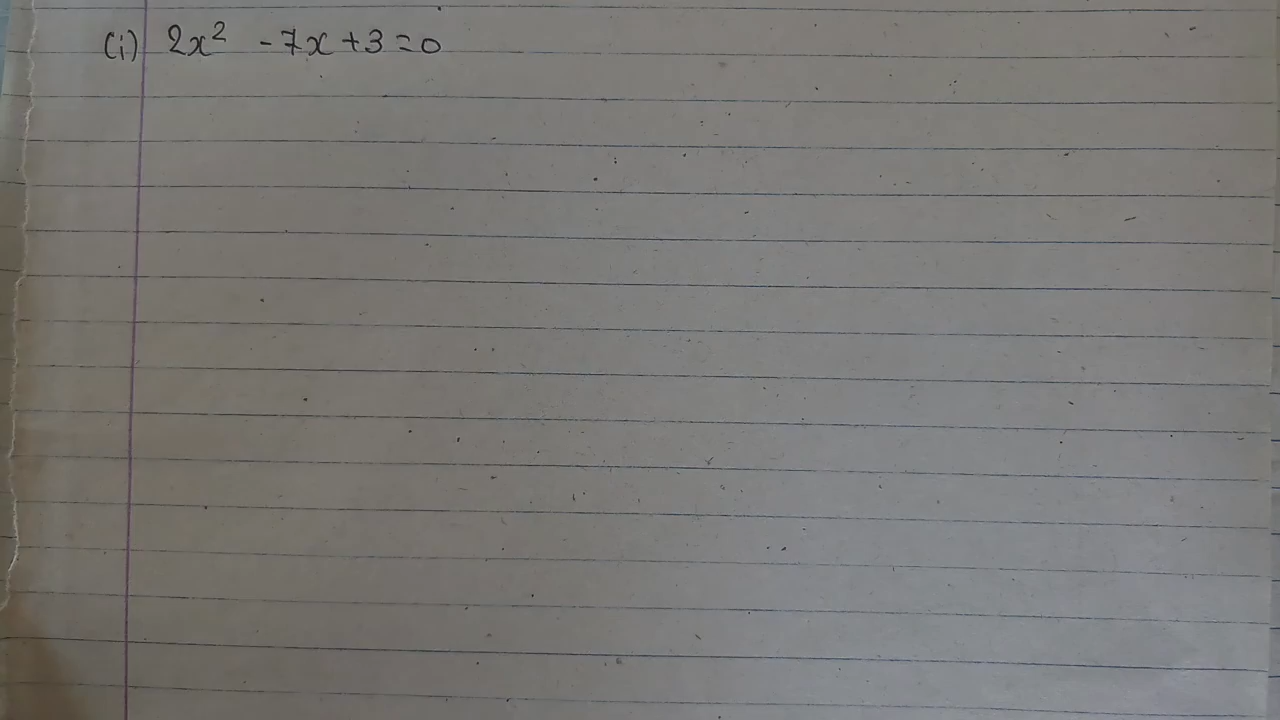 (i) 2x² - 7x + 3 = 0